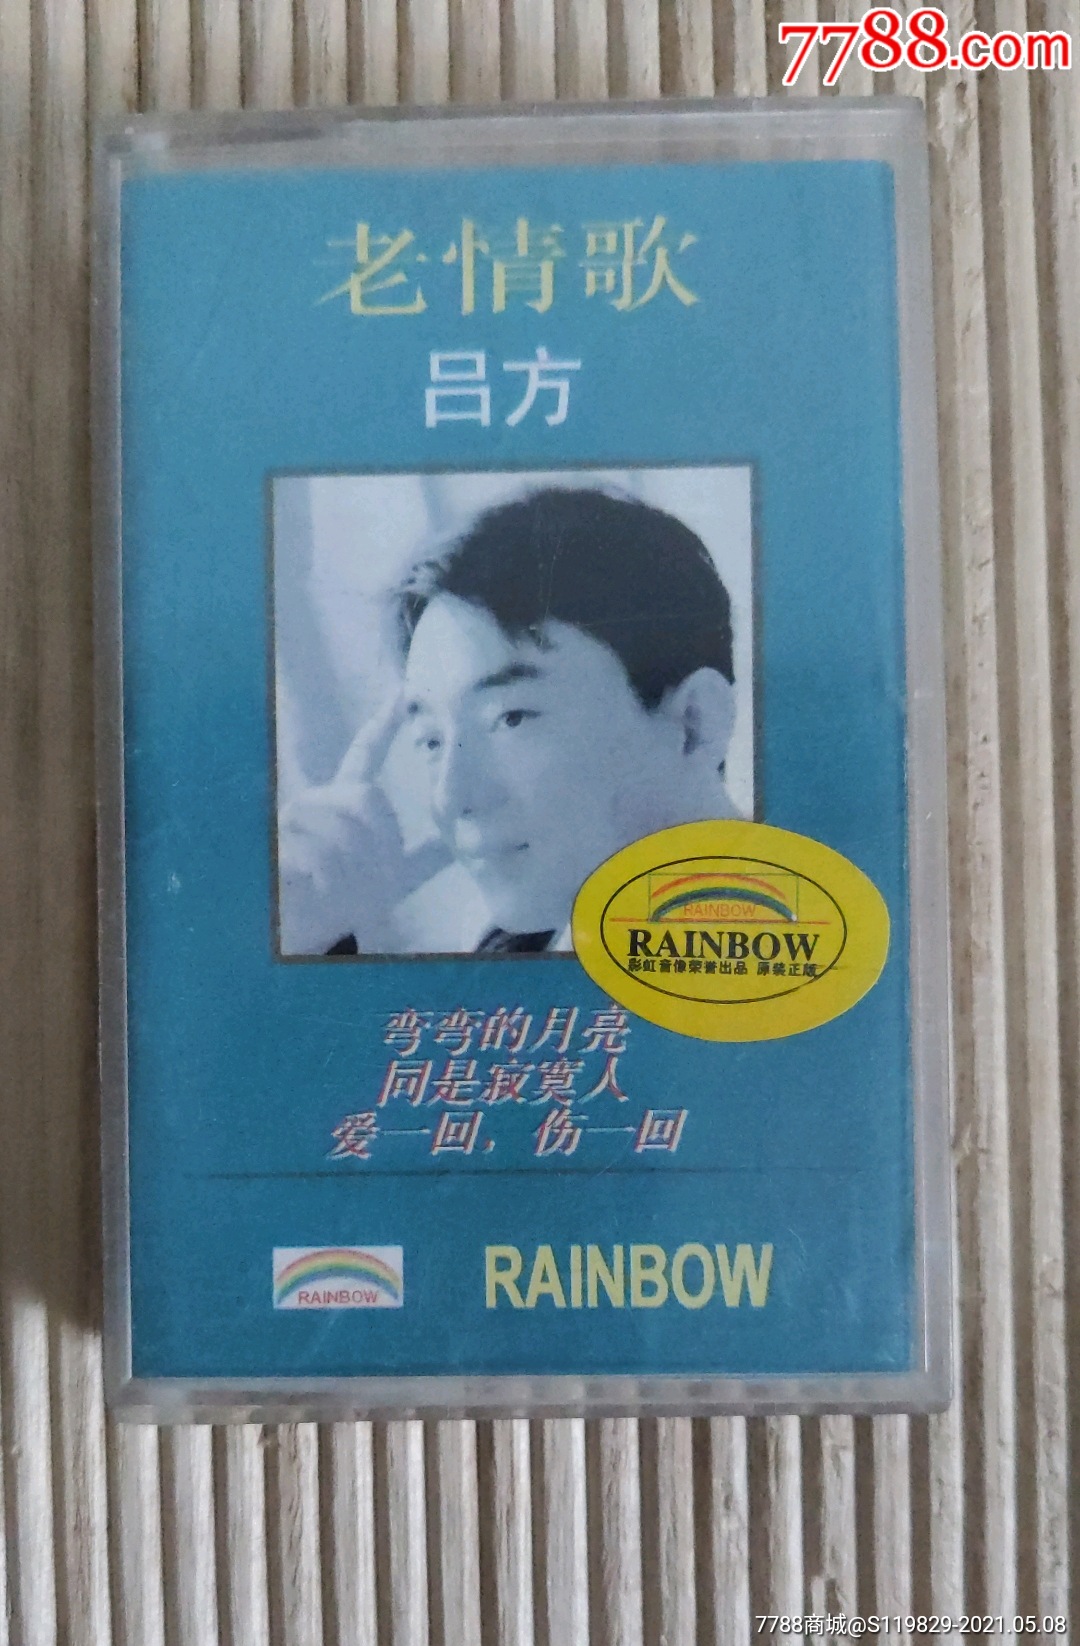 7788.com
老情歌
吕方
RAINBOW
RAINBOW
彩虹音像荣誉出品 原装正版
弯弯的月亮
同是寂寞人
爱一回，伤一回
RAINBOW
RAINBOW
7788商城@S119829-2021.05.08